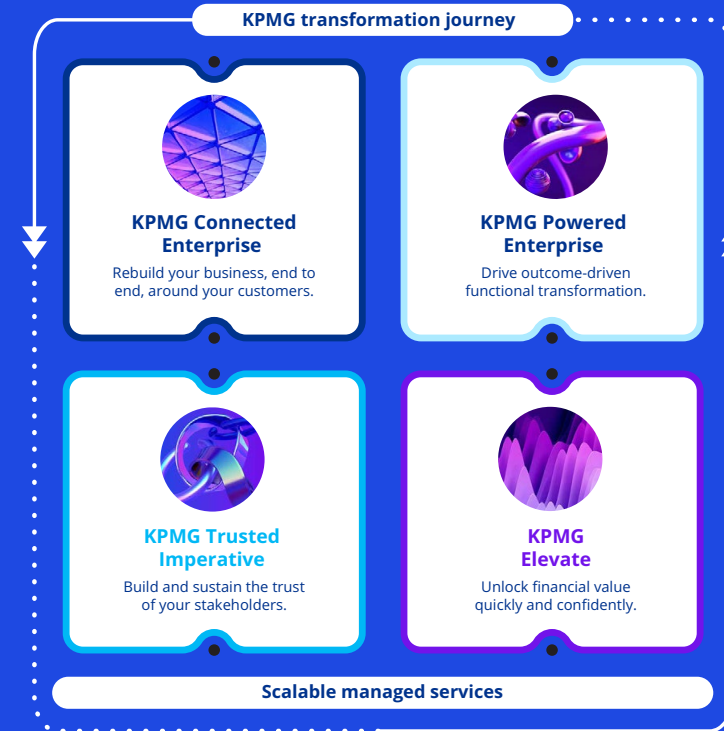 KPMG transformation journey
KPMG Connected
Enterprise
Rebuild your business, end to
end, around your customers.
KPMG Powered
Enterprise
Drive outcome-driven
functional transformation.
KPMG Trusted
Imperative
Build and sustain the trust
of your stakeholders.
KPMG
Elevate
Unlock financial value
quickly and confidently.
Scalable managed services